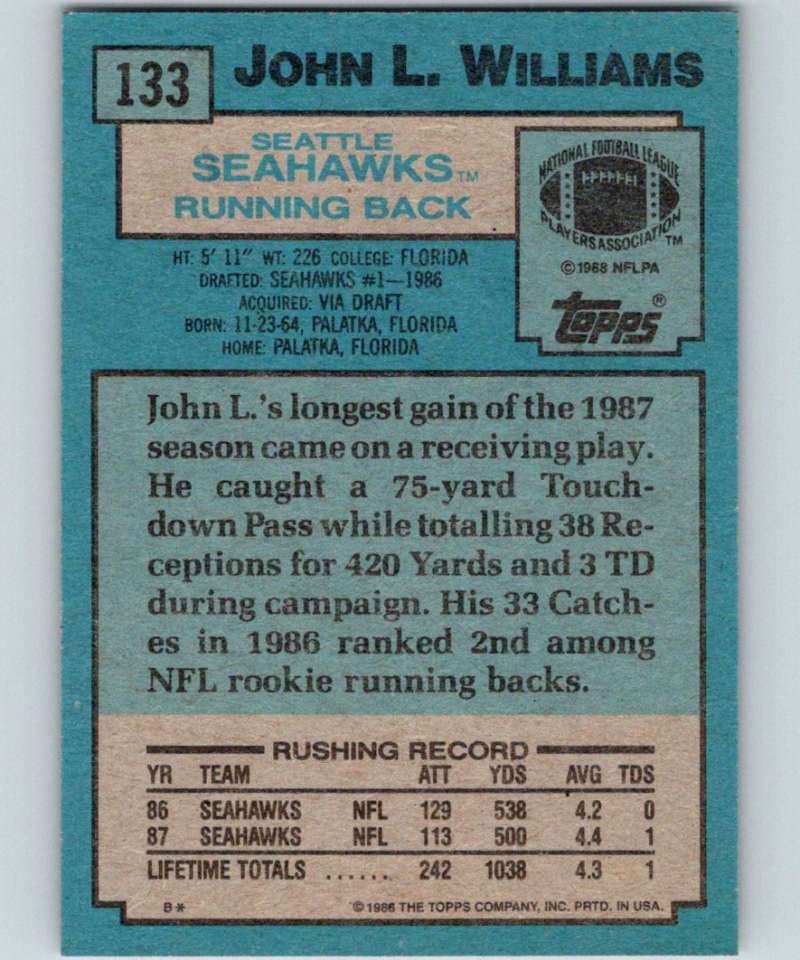 133
JOHN L. WILLIAMS
SEATTLE
SEAHAWKS™
RUNNING BACK
NATIONAL FOOTBALL LEAGUE
PLAYERS ASSOCIATION™
©1988 NFLPA
TOPPS®
HT: 5' 11" WT: 226 COLLEGE: FLORIDA
DRAFTED: SEAHAWKS #1—1986
ACQUIRED: VIA DRAFT
BORN: 11-23-64, PALATKA, FLORIDA
HOME: PALATKA, FLORIDA
John L.'s longest gain of the 1987
season came on a receiving play.
He caught a 75-yard Touch-
down Pass while totalling 38 Re-
ceptions for 420 Yards and 3 TD
during campaign. His 33 Catch-
es in 1986 ranked 2nd among
NFL rookie running backs.
RUSHING RECORD
YR TEAM ATT YDS AVG TDS
86 SEAHAWKS NFL 129 538 4.2 0
87 SEAHAWKS NFL 113 500 4.4 1
LIFETIME TOTALS ...... 242 1038 4.3 1
B* ©1986 THE TOPPS COMPANY, INC. PRTD. IN USA.